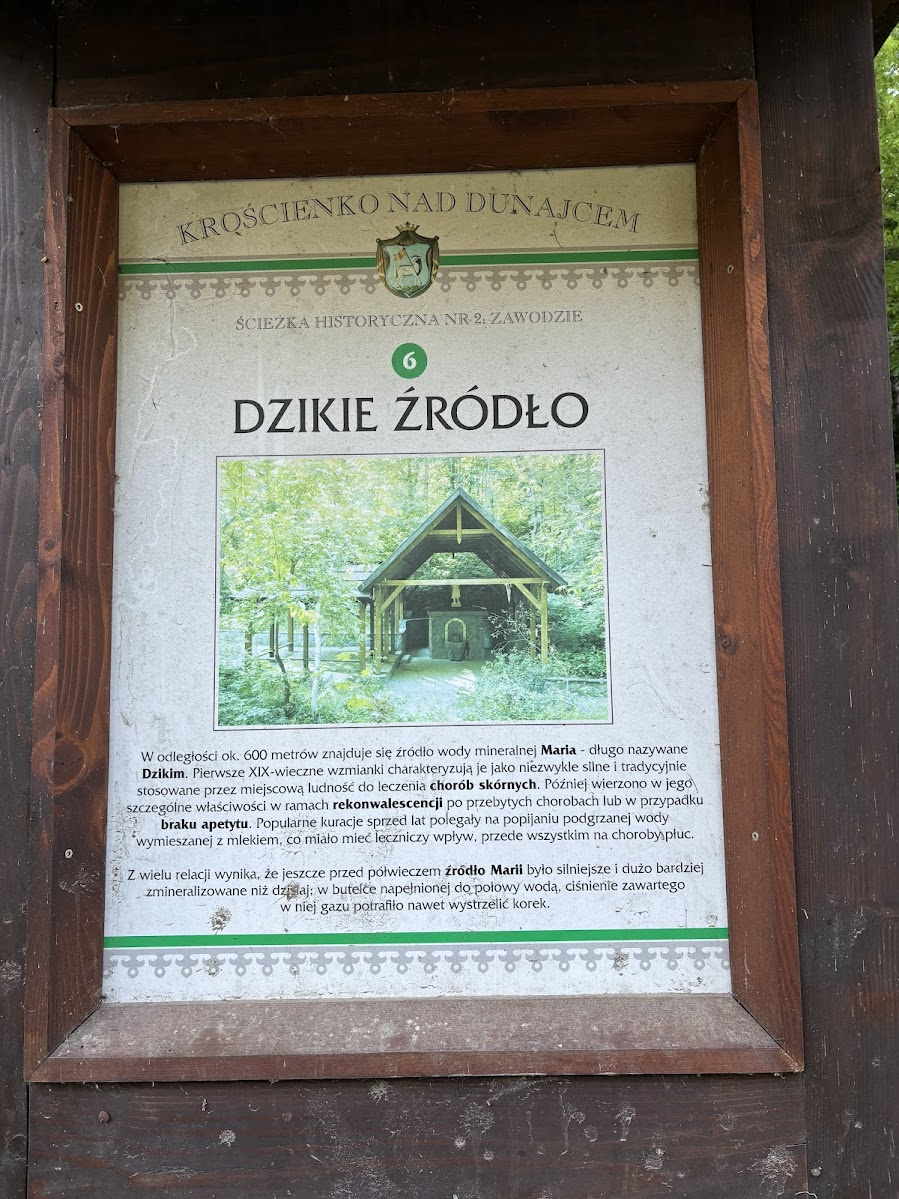 KROŚCIENKO NAD DUNAJCEM
ŚCIEŻKA HISTORYCZNA NR 2: ZAWODZIE
6
DZIKIE ŹRÓDŁO
W odległości ok. 600 metrów znajduje się źródło wody mineralnej Maria - długo nazywane
Dzikim. Pierwsze XIX-wieczne wzmianki charakteryzują je jako niezwykle silne i tradycyjnie
stosowane przez miejscową ludność do leczenia chorób skórnych. Później wierzono w jego
szczególne właściwości w ramach rekonwalescencji po przebytych chorobach lub w przypadku
braku apetytu. Popularne kuracje sprzed lat polegały na popijaniu podgrzanej wody
wymieszanej z mlekiem, co miało mieć leczniczy wpływ, przede wszystkim na choroby płuc.
Z wielu relacji wynika, że jeszcze przed półwieczem źródło Marii było silniejsze i dużo bardziej
zmineralizowane niż dzisiaj: w butelce napełnionej do połowy wodą, ciśnienie zawartego
w niej gazu potrafiło nawet wystrzelić korek.